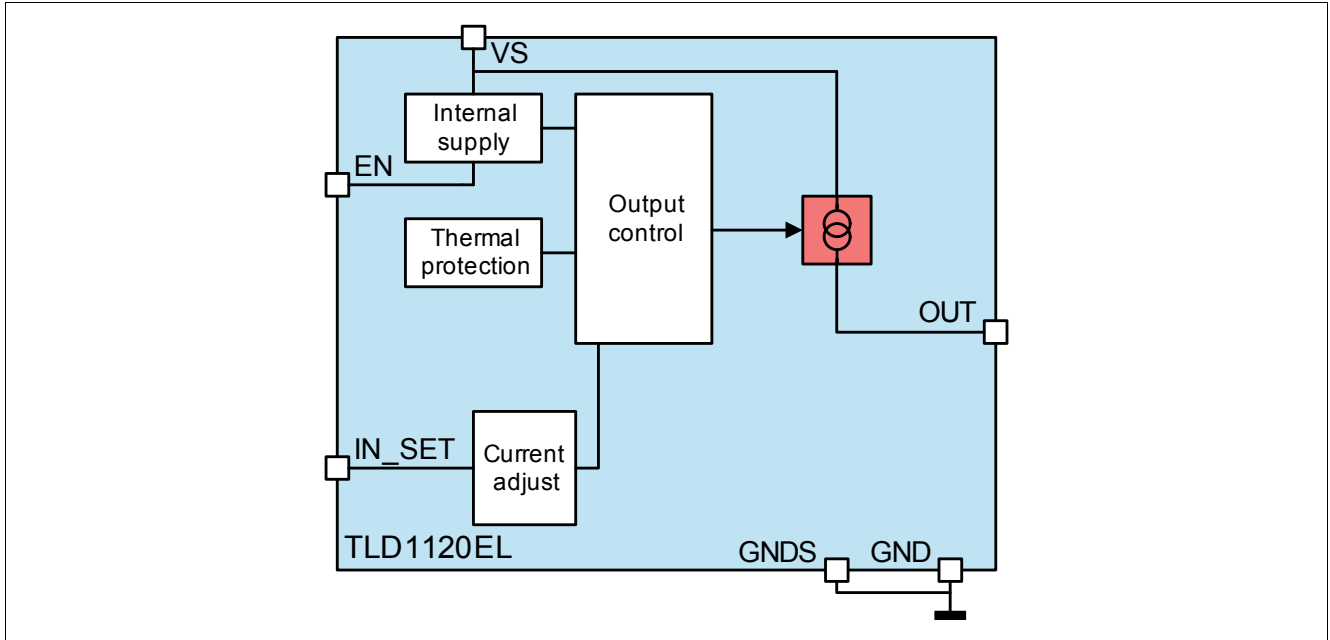 VS
Internal
supply
EN
Output
control
Thermal
protection
OUT
IN_SET
Current
adjust
TLD1120EL
GNDS
GND